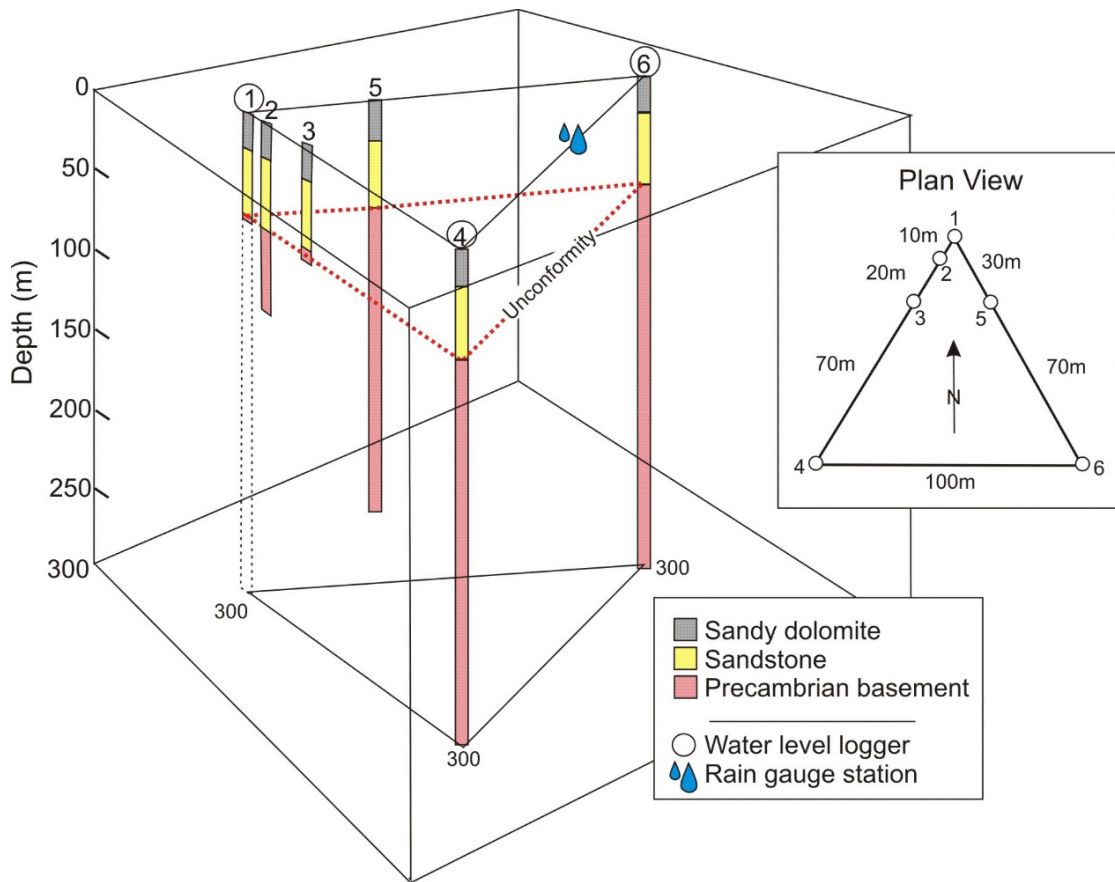 0
50
100
150
200
250
300
Depth (m)
1
2
3
5
6
4
Unconformity
300
300
300
Plan View
1
10m
2
20m
30m
3
5
70m
70m
N
4
6
100m
Sandy dolomite
Sandstone
Precambrian basement
Water level logger
Rain gauge station